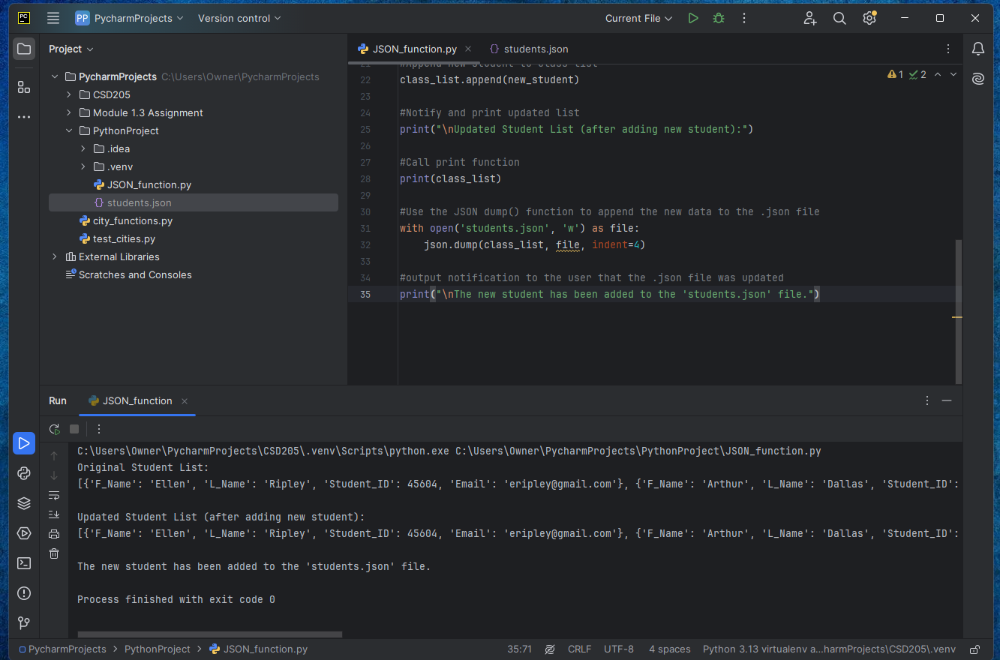 PC
PP PycharmProjects Version control Current File
Project
JSON_function.py students.json
PycharmProjects C:\Users\Owner\PycharmProjects
CSD205
Module 1.3 Assignment
PythonProject
.idea
.venv
JSON_function.py
students.json
city_functions.py
test_cities.py
External Libraries
Scratches and Consoles
1 2
21 #Append new student to class list
22 class_list.append(new_student)
23
24 #Notify and print updated list
25 print("\nUpdated Student List (after adding new student):")
26
27 #Call print function
28 print(class_list)
29
30 #Use the JSON dump() function to append the new data to the .json file
31 with open('students.json', 'w') as file:
32     json.dump(class_list, file, indent=4)
33
34 #output notification to the user that the .json file was updated
35 print("\nThe new student has been added to the 'students.json' file.")
Run JSON_function
C:\Users\Owner\PycharmProjects\CSD205\.venv\Scripts\python.exe C:\Users\Owner\PycharmProjects\PythonProject\JSON_function.py
Original Student List:
[{'F_Name': 'Ellen', 'L_Name': 'Ripley', 'Student_ID': 45604, 'Email': 'eripley@gmail.com'}, {'F_Name': 'Arthur', 'L_Name': 'Dallas', 'Student_ID':
Updated Student List (after adding new student):
[{'F_Name': 'Ellen', 'L_Name': 'Ripley', 'Student_ID': 45604, 'Email': 'eripley@gmail.com'}, {'F_Name': 'Arthur', 'L_Name': 'Dallas', 'Student_ID':
The new student has been added to the 'students.json' file.
Process finished with exit code 0
PycharmProjects > PythonProject > JSON_function.py 35:71 CRLF UTF-8 4 spaces Python 3.13 virtualenv a...harmProjects\CSD205\.venv